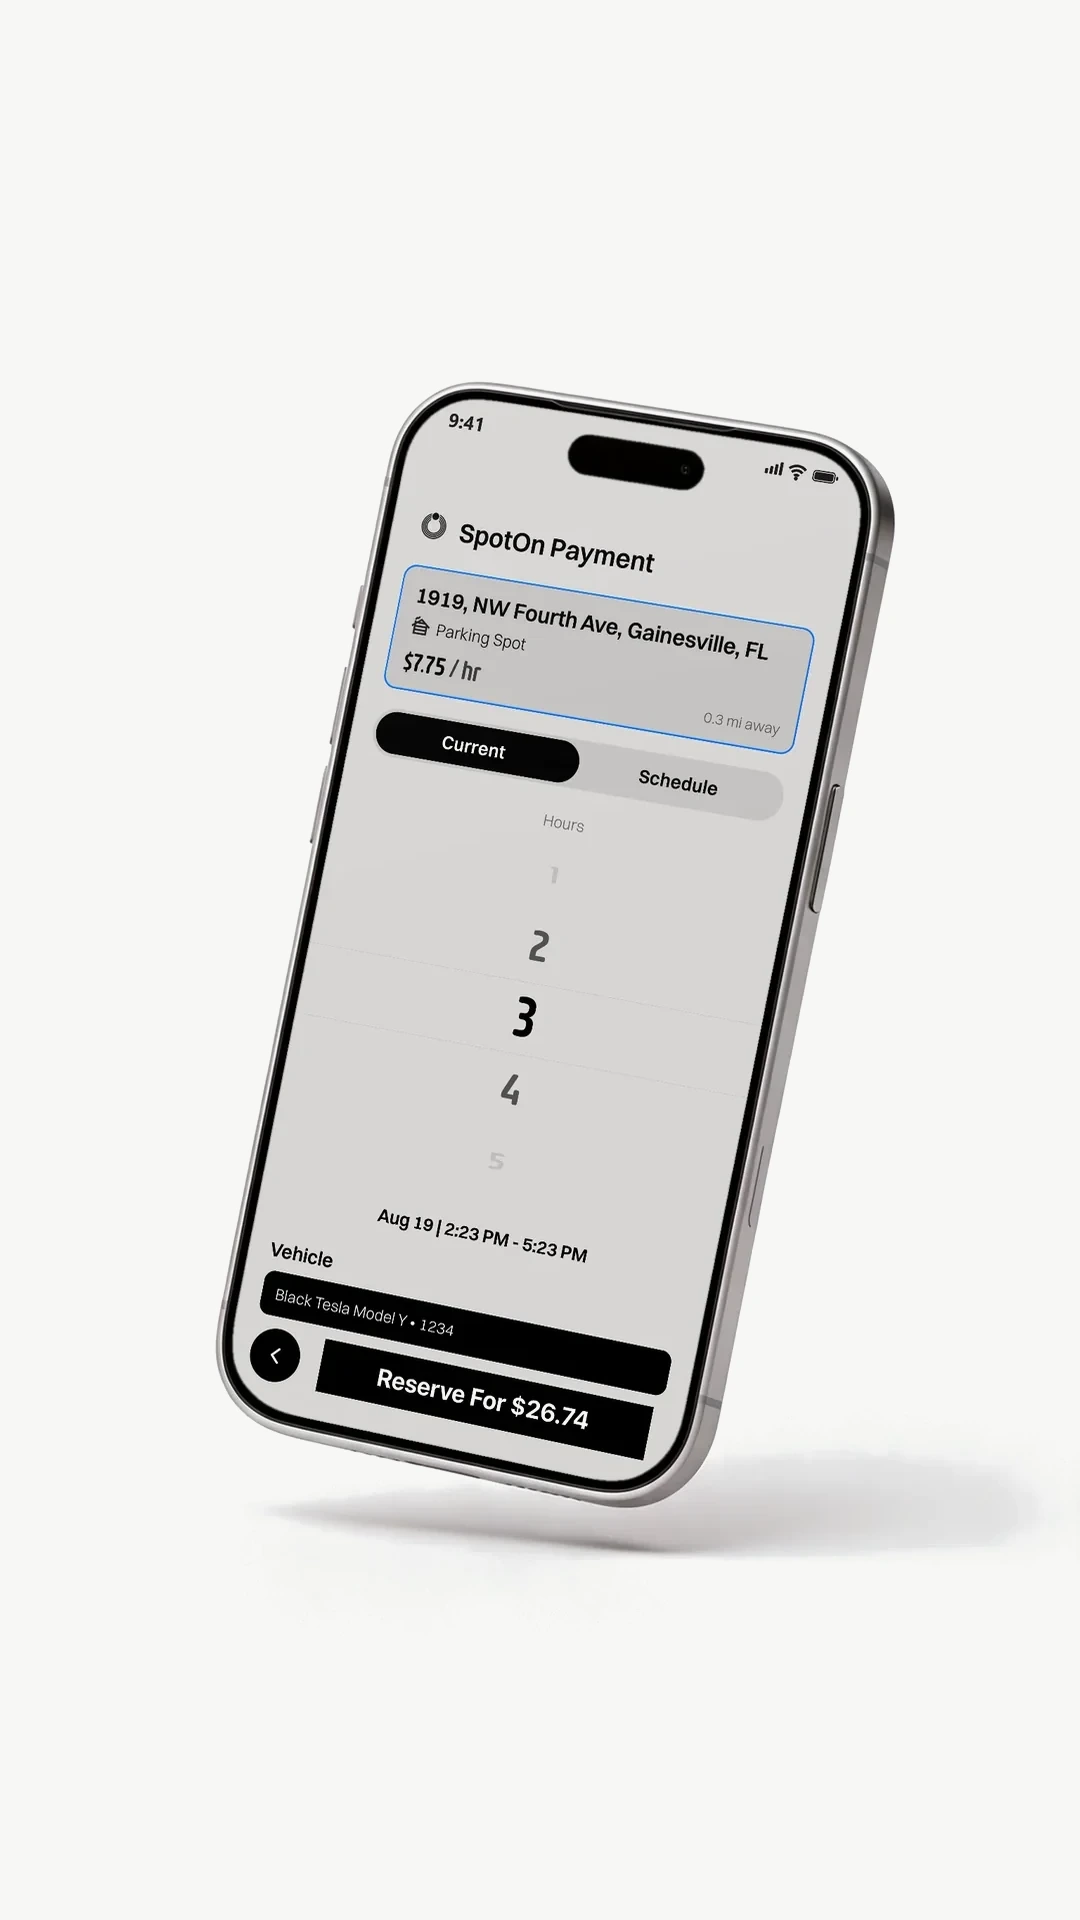 9:41
SpotOn Payment
1919, NW Fourth Ave, Gainesville, FL
Parking Spot
$7.75 / hr
0.3 mi away
Current
Schedule
Hours
1
2
3
4
5
Aug 19 | 2:23 PM - 5:23 PM
Vehicle
Black Tesla Model Y • 1234
Reserve For $26.74